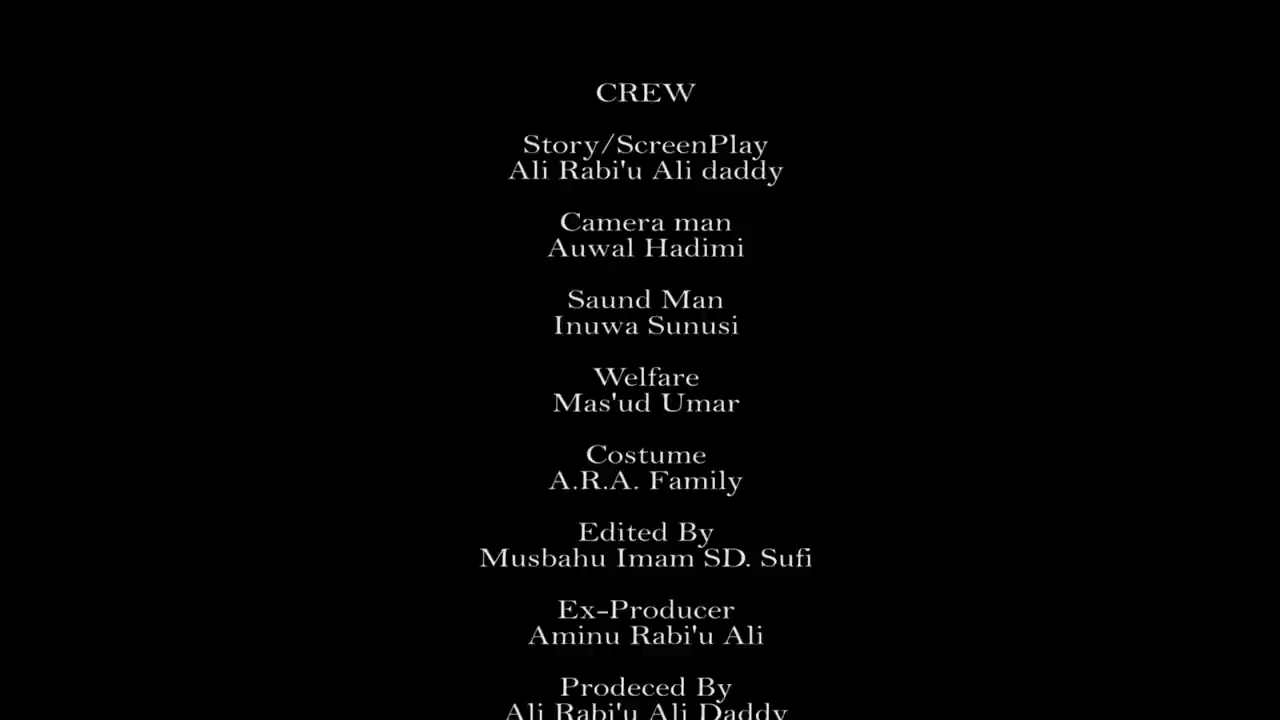 CREW
Story/ScreenPlay
Ali Rabi'u Ali daddy
Camera man
Auwal Hadimi
Saund Man
Inuwa Sunusi
Welfare
Mas'ud Umar
Costume
A.R.A. Family
Edited By
Musbahu Imam SD. Sufi
Ex-Producer
Aminu Rabi'u Ali
Prodeced By
Ali Rabi'u Ali Daddy